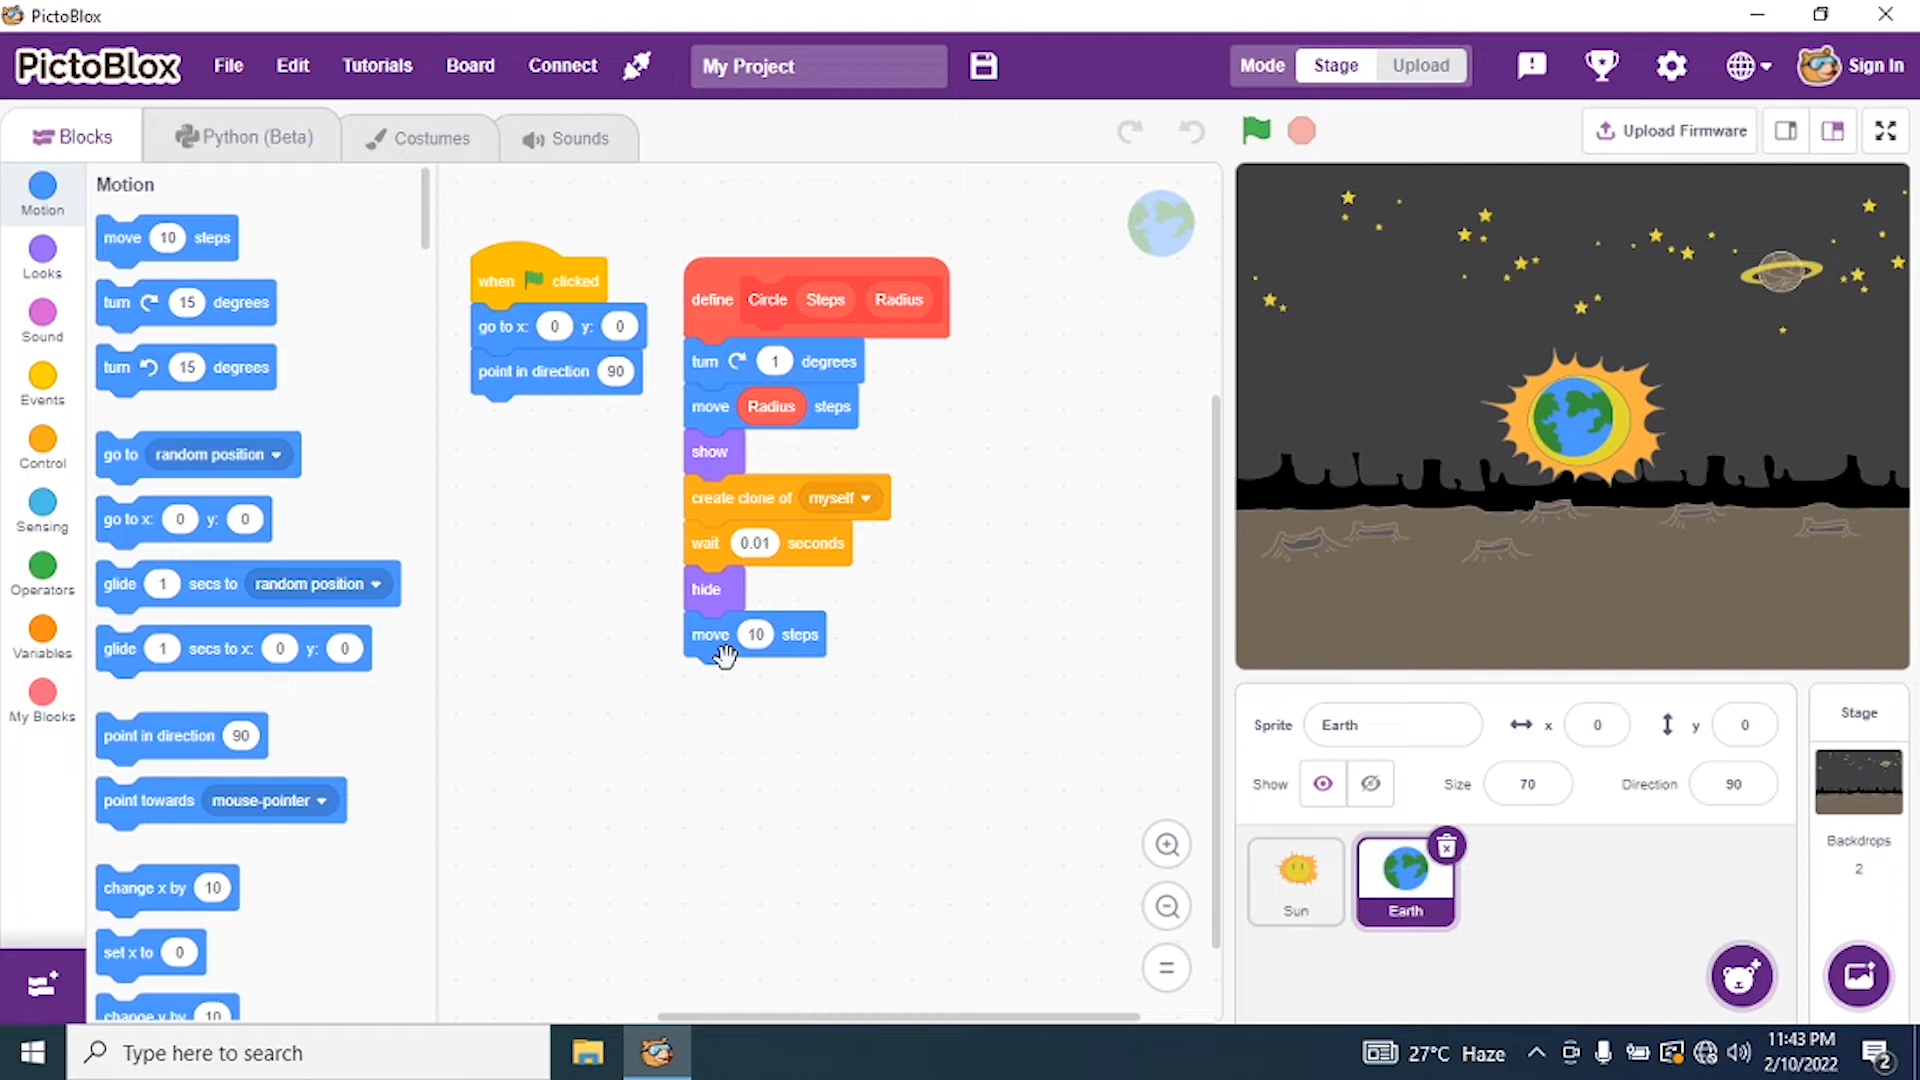 PictoBlox
PictoBlox File Edit Tutorials Board Connect My Project Mode Stage Upload Sign In
Blocks Python (Beta) Costumes Sounds Upload Firmware
Motion
Looks
Sound
Events
Control
Sensing
Operators
Variables
My Blocks
Motion
move 10 steps
turn 15 degrees
turn 15 degrees
go to random position
go to x: 0 y: 0
glide 1 secs to random position
glide 1 secs to x: 0 y: 0
point in direction 90
point towards mouse-pointer
change x by 10
set x to 0
change y by 10
when clicked
go to x: 0 y: 0
point in direction 90
define Circle Steps Radius
turn 1 degrees
move Radius steps
show
create clone of myself
wait 0.01 seconds
hide
move 10 steps
Sprite Earth x 0 y 0
Show Size 70 Direction 90
Sun
Earth
Stage
Backdrops
2
Type here to search
27°C Haze
11:43 PM
2/10/2022
2